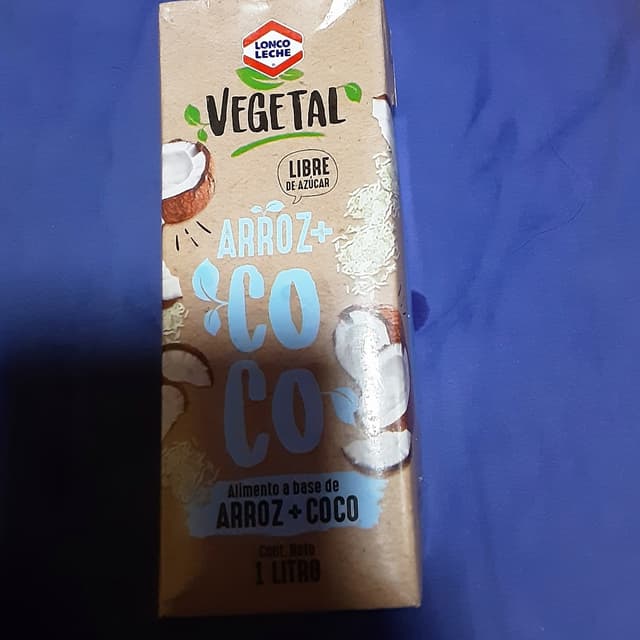 LONCO
LECHE
VEGETAL
LIBRE
DE AZÚCAR
ARROZ+
CO
CO
Alimento a base de
ARROZ + COCO
Cont. Neto
1 LITRO